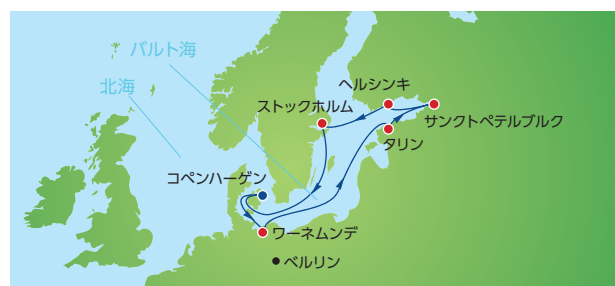 バルト海
北海
ヘルシンキ
ストックホルム
サンクトペテルブルク
タリン
コペンハーゲン
ワーネムンデ
ベルリン